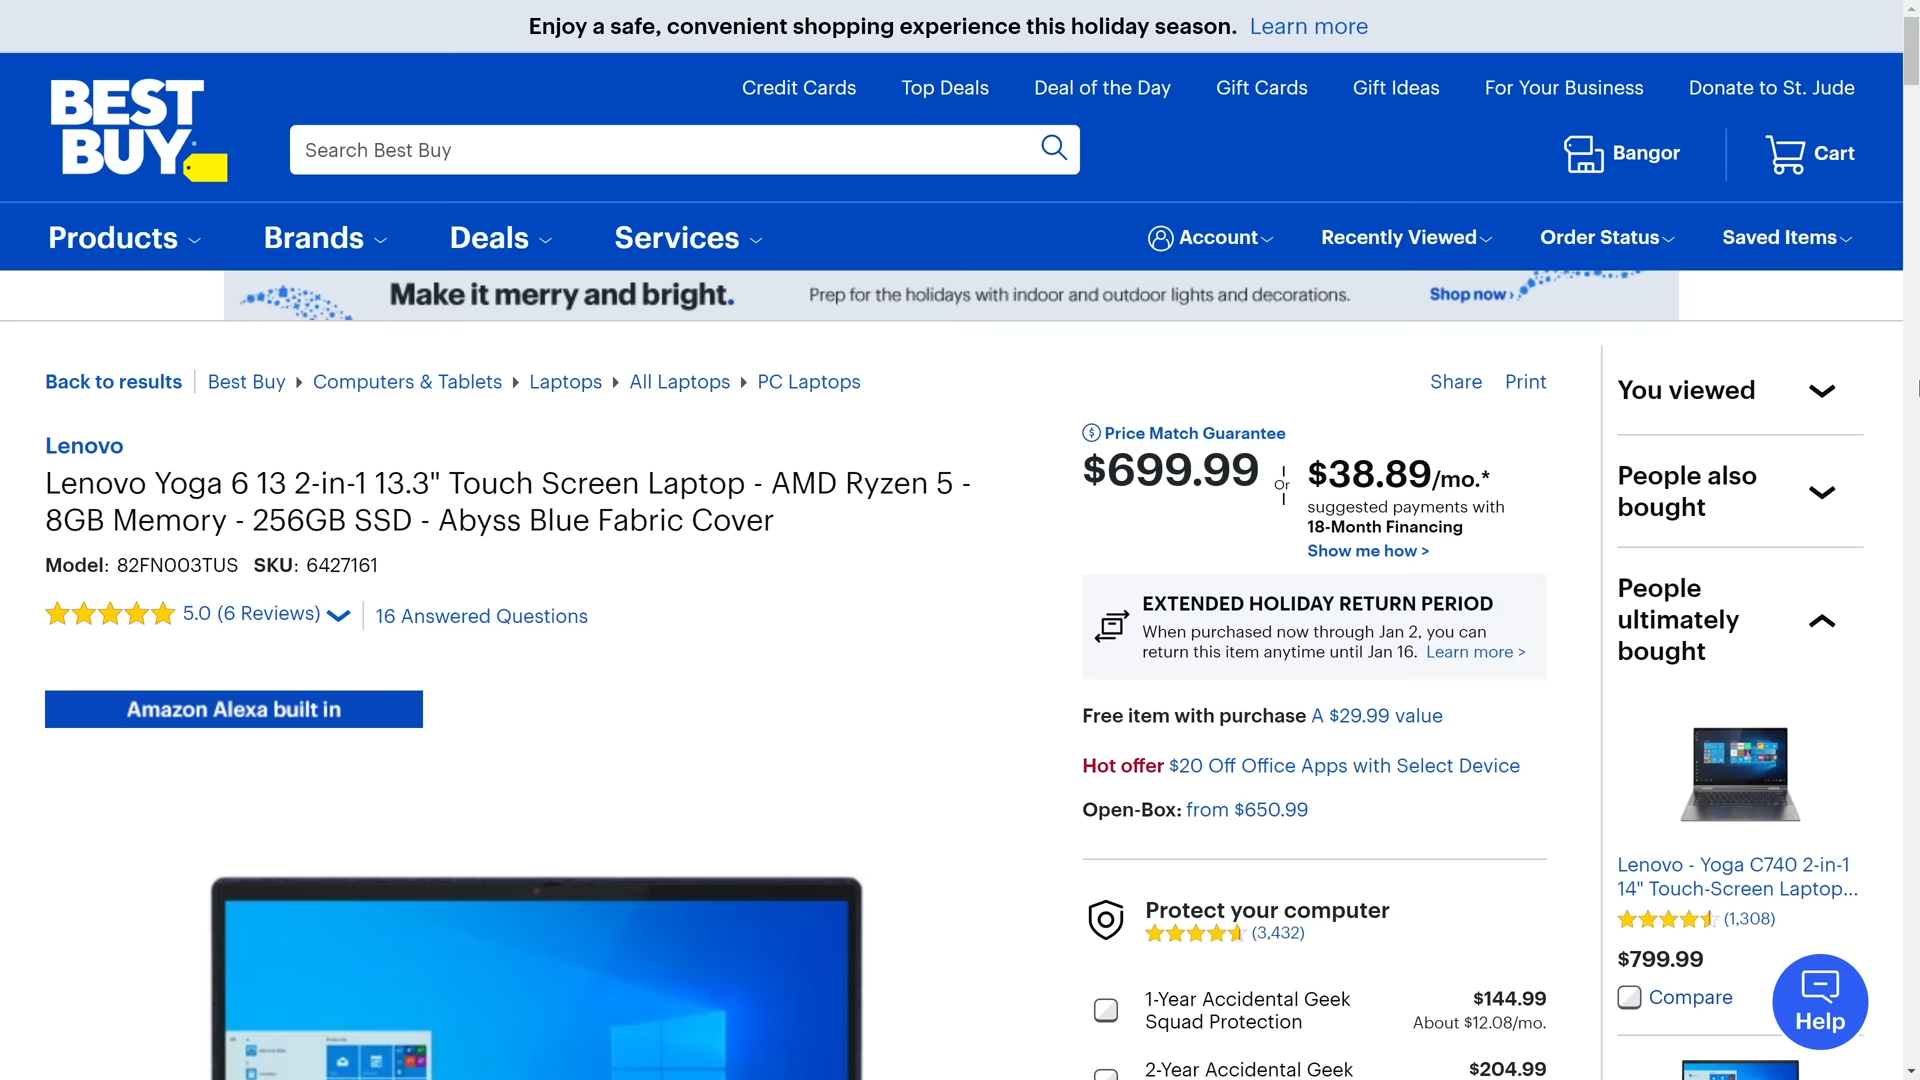 Enjoy a safe, convenient shopping experience this holiday season. Learn more
BEST
BUY
Credit Cards
Top Deals
Deal of the Day
Gift Cards
Gift Ideas
For Your Business
Donate to St. Jude
Search Best Buy
Bangor
Cart
Products
Brands
Deals
Services
Account
Recently Viewed
Order Status
Saved Items
Make it merry and bright.
Prep for the holidays with indoor and outdoor lights and decorations.
Shop now ›
Back to results
Best Buy
Computers & Tablets
Laptops
All Laptops
PC Laptops
Share
Print
Lenovo
Lenovo Yoga 6 13 2-in-1 13.3" Touch Screen Laptop - AMD Ryzen 5 -
8GB Memory - 256GB SSD - Abyss Blue Fabric Cover
Model: 82FN003TUS SKU: 6427161
5.0 (6 Reviews)
16 Answered Questions
Amazon Alexa built in
Price Match Guarantee
$699.99
Or
$38.89/mo.*
suggested payments with
18-Month Financing
Show me how >
EXTENDED HOLIDAY RETURN PERIOD
When purchased now through Jan 2, you can
return this item anytime until Jan 16. Learn more >
Free item with purchase A $29.99 value
Hot offer $20 Off Office Apps with Select Device
Open-Box: from $650.99
Protect your computer
(3,432)
1-Year Accidental Geek
Squad Protection
$144.99
About $12.08/mo.
2-Year Accidental Geek
$204.99
You viewed
People also
bought
People
ultimately
bought
Lenovo - Yoga C740 2-in-1
14" Touch-Screen Laptop...
(1,308)
$799.99
Compare
Help